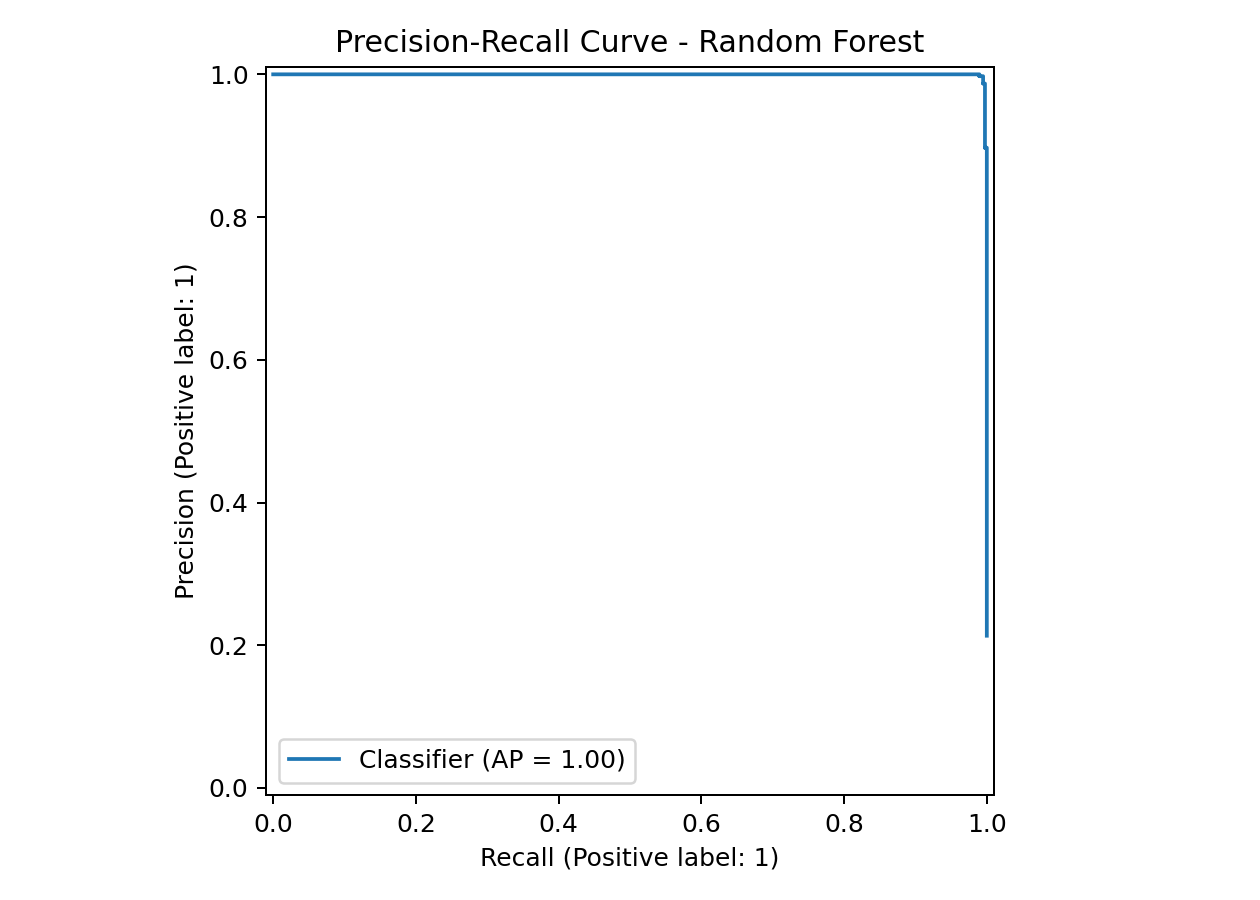 Precision-Recall Curve - Random Forest
1.0
0.8
0.6
0.4
0.2
0.0
Precision (Positive label: 1)
Classifier (AP = 1.00)
0.0 0.2 0.4 0.6 0.8 1.0
Recall (Positive label: 1)